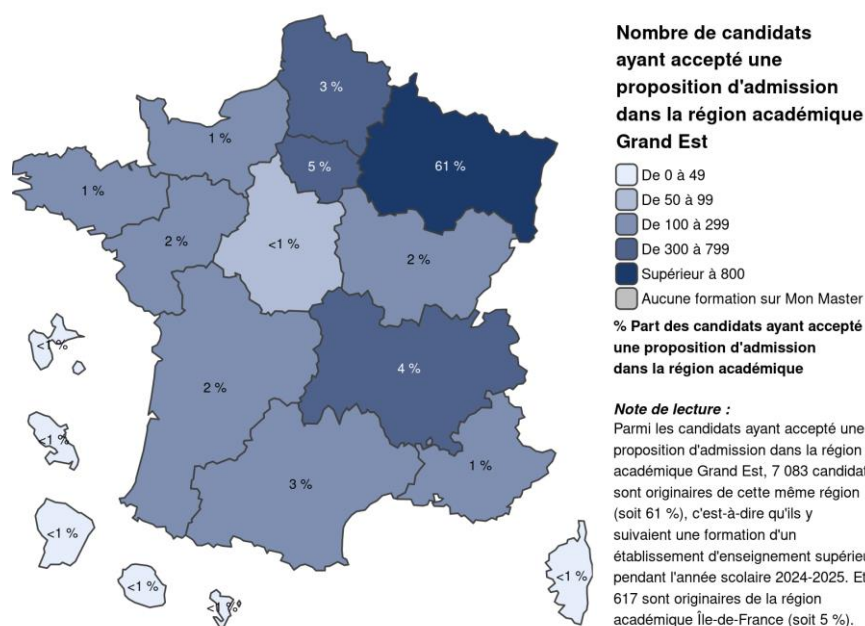 Nombre de candidats
ayant accepté une
proposition d'admission
dans la région académique
Grand Est
De 0 à 49
De 50 à 99
De 100 à 299
De 300 à 799
Supérieur à 800
Aucune formation sur Mon Master
% Part des candidats ayant accepté
une proposition d'admission
dans la région académique
Note de lecture :
Parmi les candidats ayant accepté une
proposition d'admission dans la région
académique Grand Est, 7 083 candidat
sont originaires de cette même région
(soit 61 %), c'est-à-dire qu'ils y
suivaient une formation d'un
établissement d'enseignement supérieu
pendant l'année scolaire 2024-2025. Et
617 sont originaires de la région
académique Île-de-France (soit 5 %).
3 %
1 %
5 %
61 %
1 %
2 %
<1 %
2 %
<1 %
2 %
4 %
<1 %
3 %
1 %
<1 %
<1 %
<1 %
<1 %